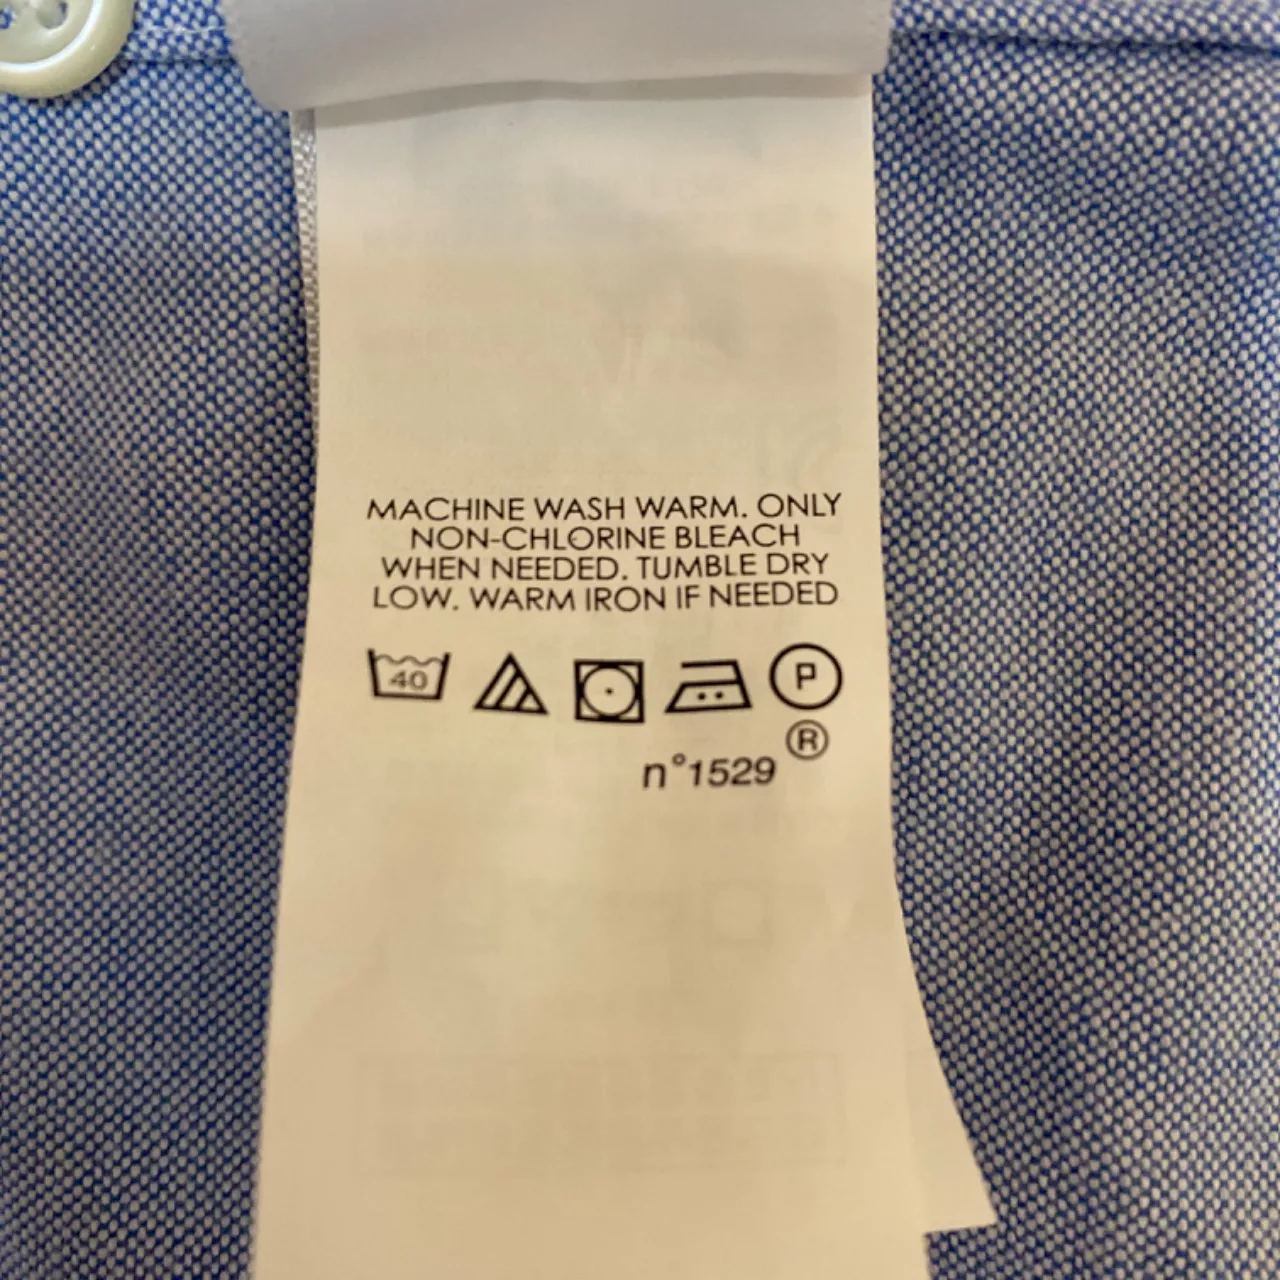 MACHINE WASH WARM. ONLY
NON-CHLORINE BLEACH
WHEN NEEDED. TUMBLE DRY
LOW. WARM IRON IF NEEDED
40 P
®
n°1529